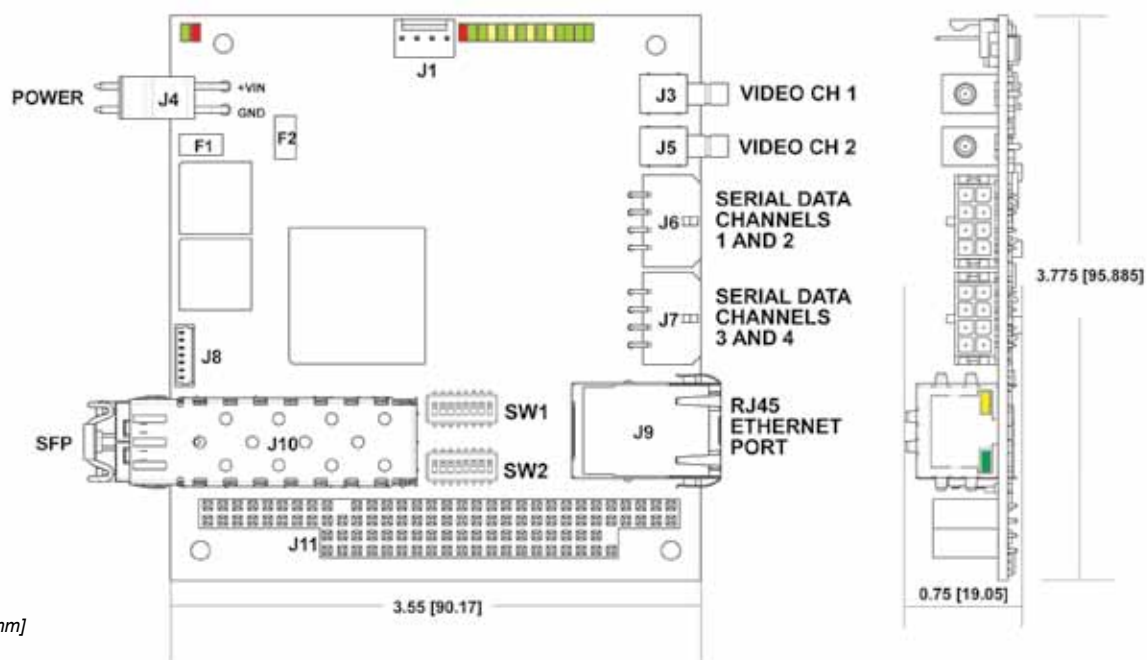 J1
POWER
J4
+VIN
GND
F1
F2
J3
VIDEO CH 1
J5
VIDEO CH 2
J6
SERIAL DATA
CHANNELS
1 AND 2
J7
SERIAL DATA
CHANNELS
3 AND 4
3.775 [95.885]
J8
SFP
J10
SW1
SW2
J9
RJ45
ETHERNET
PORT
J11
3.55 [90.17]
0.75 [19.05]